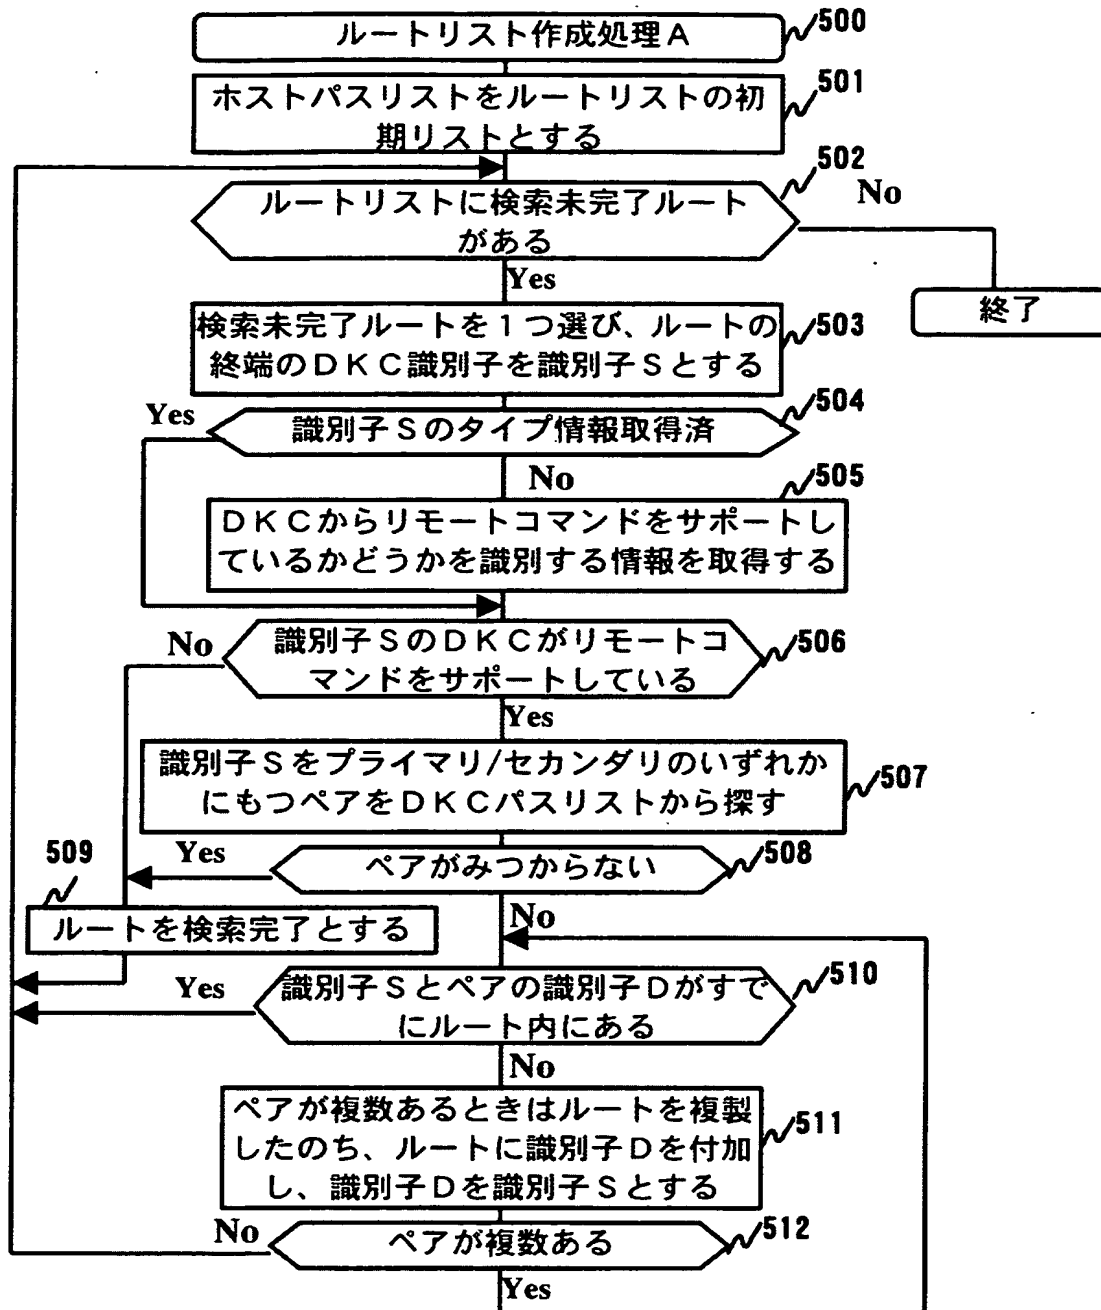 ルートリスト作成処理A
500
501
ホストパスリストをルートリストの初
期リストとする
502
ルートリストに検索未完了ルート
がある
No
Yes
終了
503
検索未完了ルートを1つ選び、ルートの
終端のDKC識別子を識別子Sとする
504
Yes
識別子Sのタイプ情報取得済
No
505
DKCからリモートコマンドをサポートし
ているかどうかを識別する情報を取得する
No
識別子SのDKCがリモートコ
マンドをサポートしている
506
Yes
識別子Sをプライマリ/セカンダリのいずれか
にもつペアをDKCパスリストから探す
507
509
Yes
ペアがみつからない
508
No
ルートを検索完了とする
Yes
識別子Sとペアの識別子Dがすで
にルート内にある
510
No
ペアが複数あるときはルートを複製
したのち、ルートに識別子Dを付加
し、識別子Dを識別子Sとする
511
No
ペアが複数ある
512
Yes